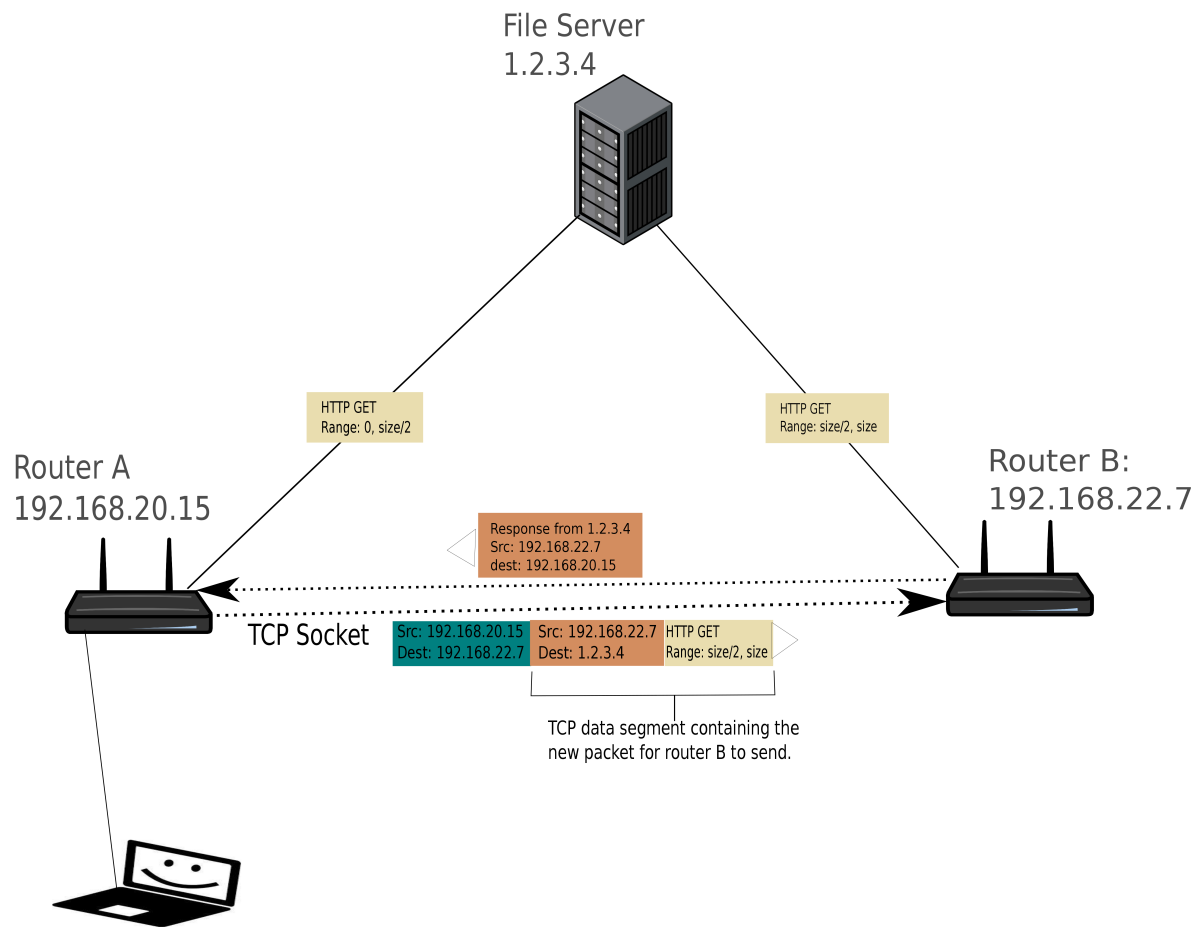 File Server
1.2.3.4
HTTP GET
Range: 0, size/2
HTTP GET
Range: size/2, size
Router A
192.168.20.15
Router B:
192.168.22.7
Response from 1.2.3.4
Src: 192.168.22.7
dest: 192.168.20.15
TCP Socket
Src: 192.168.20.15
Dest: 192.168.22.7
Src: 192.168.22.7
Dest: 1.2.3.4
HTTP GET
Range: size/2, size
TCP data segment containing the
new packet for router B to send.